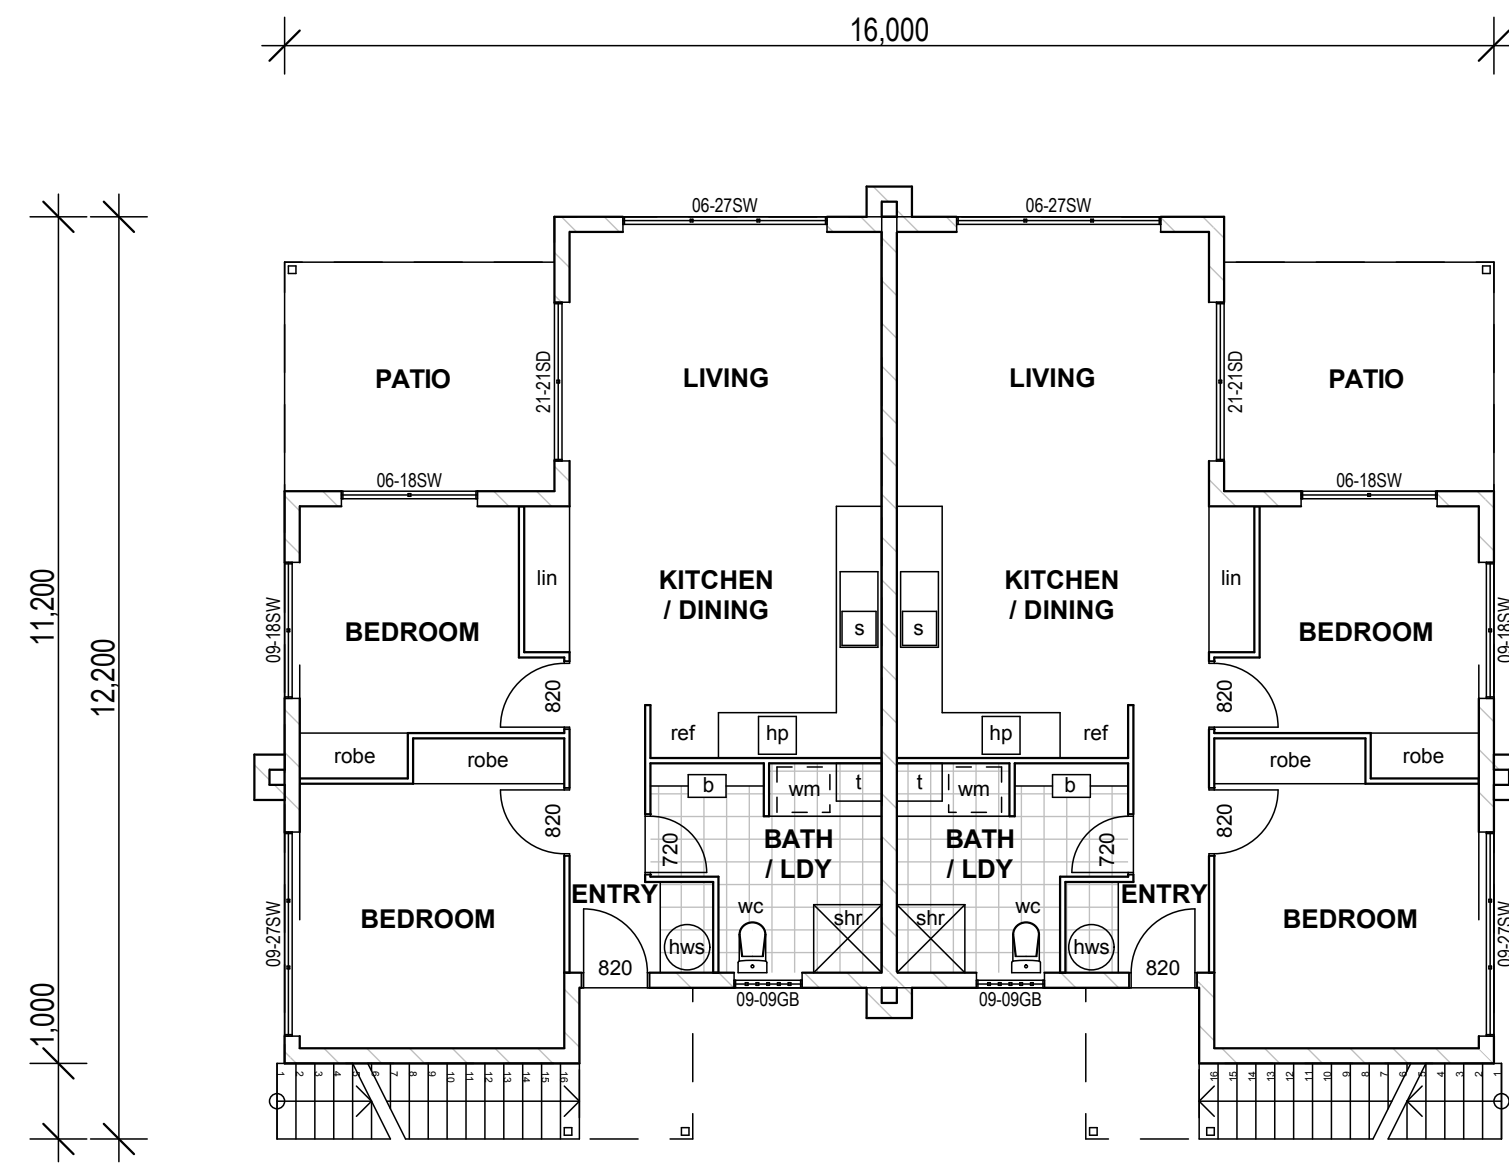 16,000
06-27SW
06-27SW
PATIO
21-21SD
LIVING
LIVING
21-21SD
PATIO
06-18SW
06-18SW
11,200
12,200
lin
KITCHEN
/ DINING
KITCHEN
/ DINING
lin
09-18SW
BEDROOM
s
s
BEDROOM
09-18SW
820
820
ref
hp
hp
ref
robe
robe
robe
robe
b
wm
t
t
wm
b
820
720
BATH
/ LDY
BATH
/ LDY
720
820
09-27SW
BEDROOM
ENTRY
wc
shr
shr
wc
ENTRY
BEDROOM
09-27SW
hws
hws
820
820
1,000
09-09GB
09-09GB
1 2 3 4 5 6 7 8 9 10 11 12 13 14 15 16
16 15 14 13 12 11 10 9 8 7 6 5 4 3 2 1